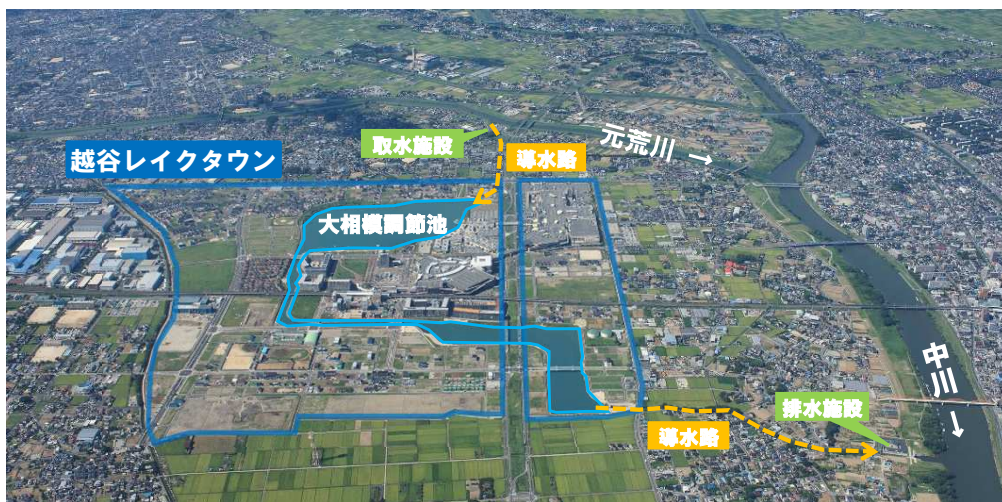 取水施設
元荒川 →
導水路
越谷レイクタウン
大相模調節池
中川 →
排水施設
導水路